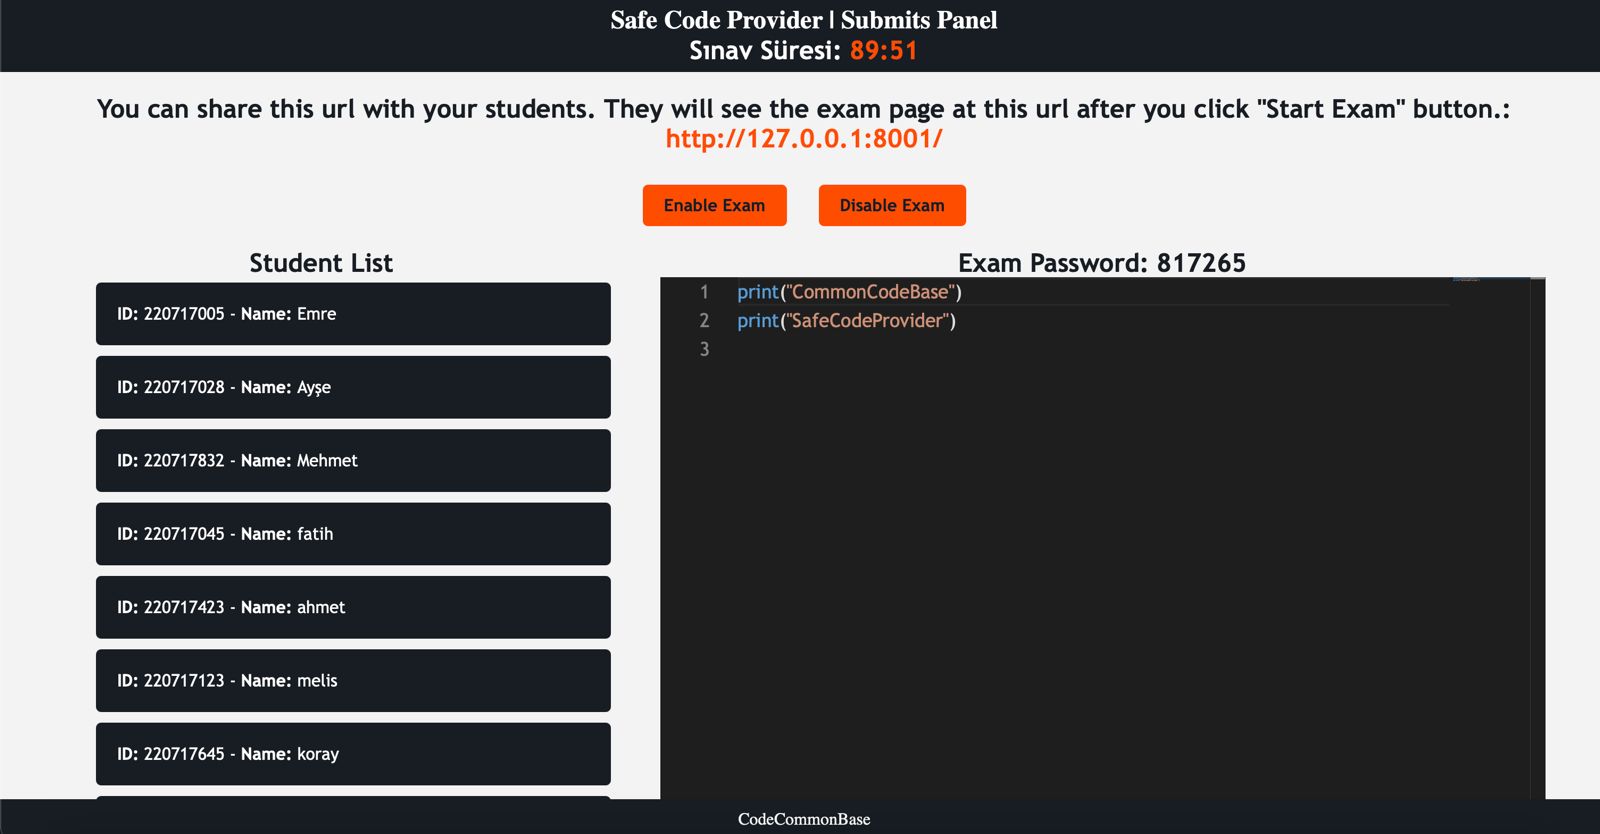 Safe Code Provider | Submits Panel
Sınav Süresi: 89:51
You can share this url with your students. They will see the exam page at this url after you click "Start Exam" button.:
http://127.0.0.1:8001/
Enable Exam
Disable Exam
Student List
ID: 220717005 - Name: Emre
ID: 220717028 - Name: Ayşe
ID: 220717832 - Name: Mehmet
ID: 220717045 - Name: fatih
ID: 220717423 - Name: ahmet
ID: 220717123 - Name: melis
ID: 220717645 - Name: koray
Exam Password: 817265
1 print("CommonCodeBase")
2 print("SafeCodeProvider")
3
CodeCommonBase